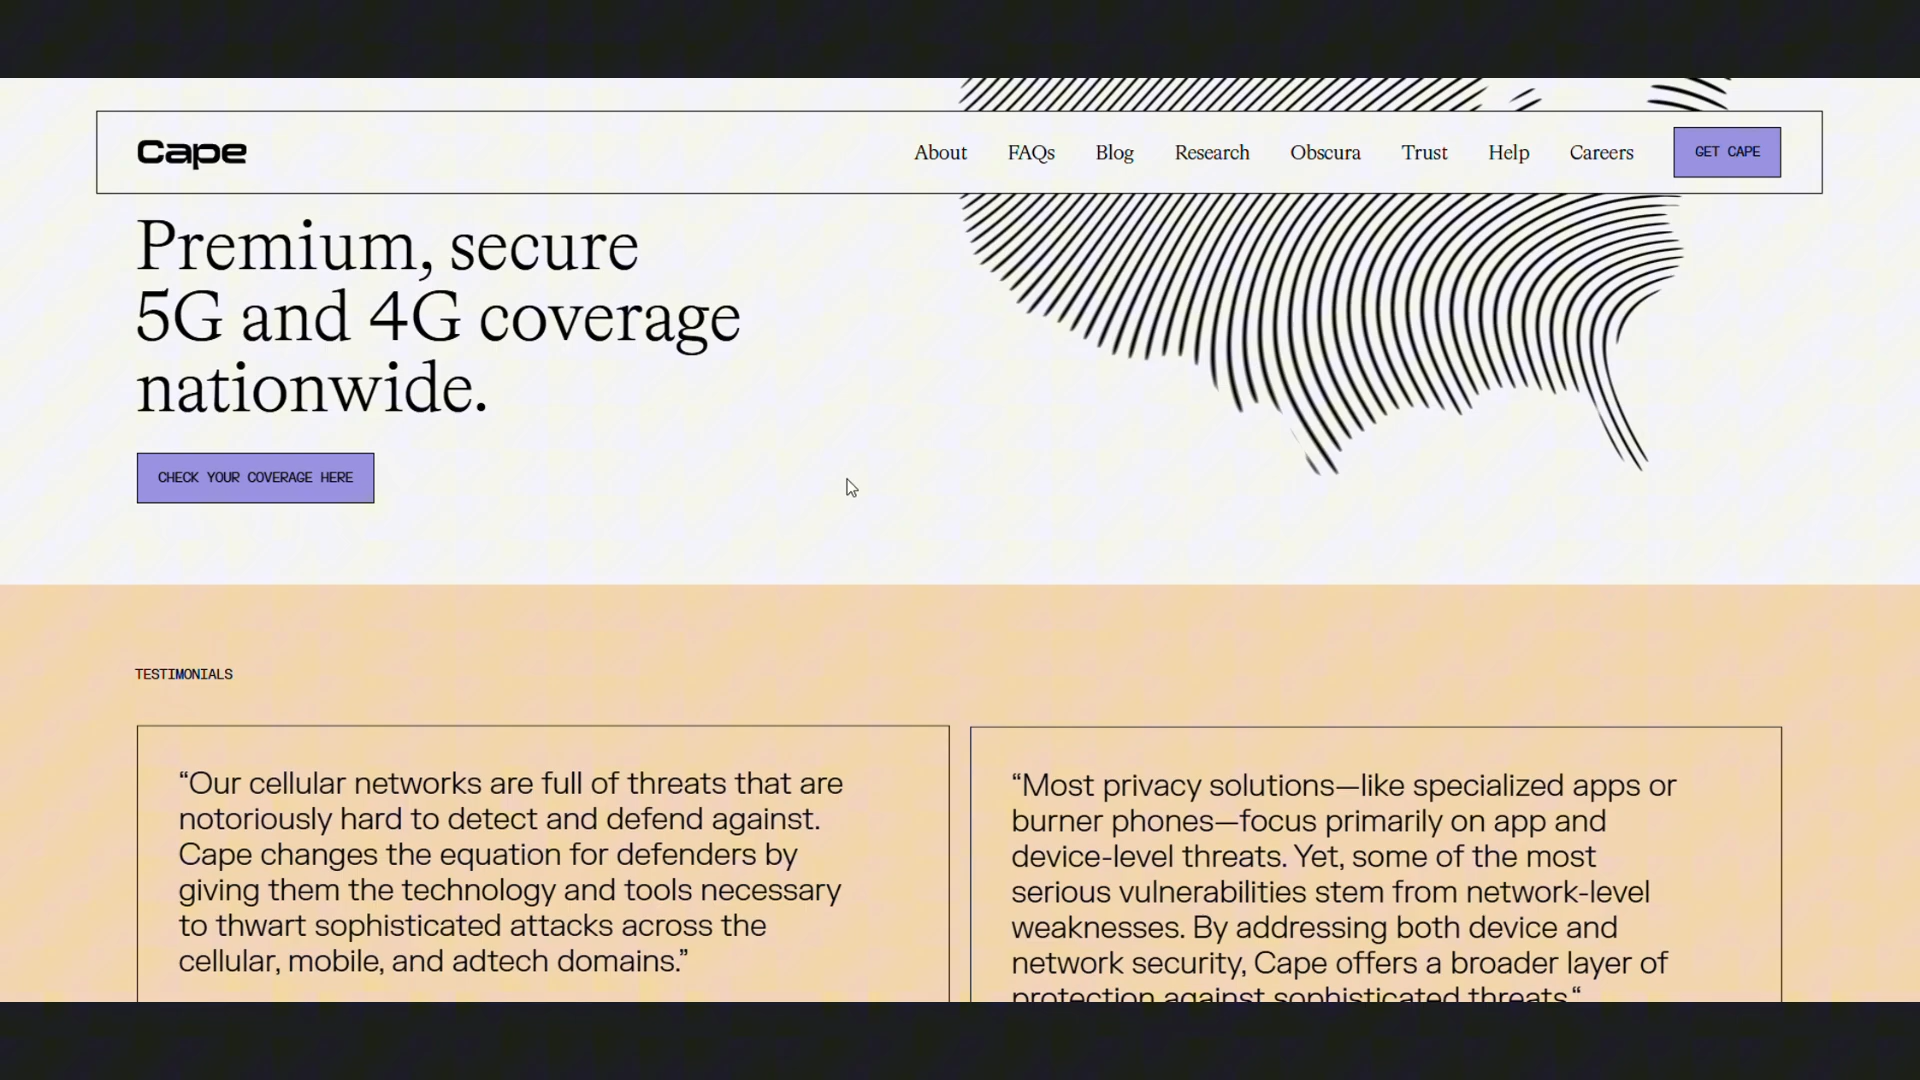 Cape
About FAQs Blog Research Obscura Trust Help Careers GET CAPE
Premium, secure
5G and 4G coverage
nationwide.
CHECK YOUR COVERAGE HERE
TESTIMONIALS
“Our cellular networks are full of threats that are
notoriously hard to detect and defend against.
Cape changes the equation for defenders by
giving them the technology and tools necessary
to thwart sophisticated attacks across the
cellular, mobile, and adtech domains.”
“Most privacy solutions—like specialized apps or
burner phones—focus primarily on app and
device-level threats. Yet, some of the most
serious vulnerabilities stem from network-level
weaknesses. By addressing both device and
network security, Cape offers a broader layer of
protection against sophisticated threats.“